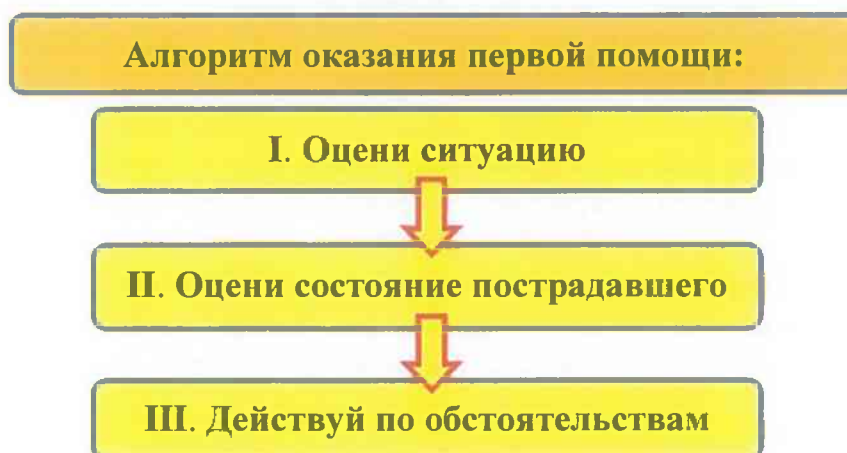 Алгоритм оказания первой помощи:
I. Оцени ситуацию
II. Оцени состояние пострадавшего
III. Действуй по обстоятельствам